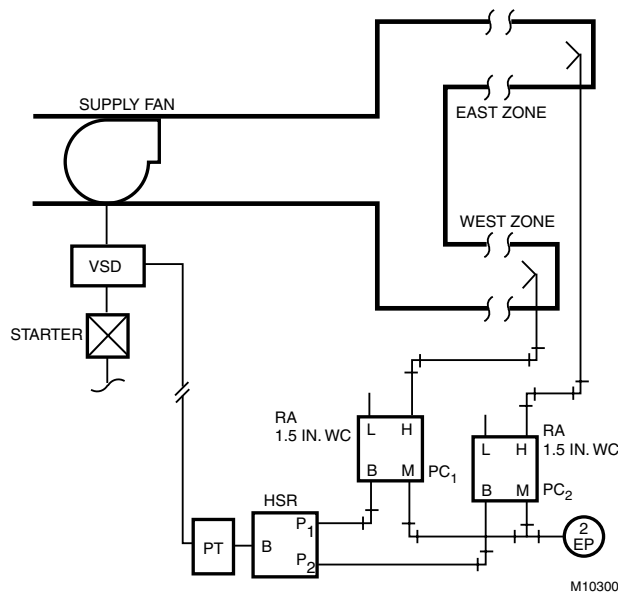 SUPPLY FAN
EAST ZONE
WEST ZONE
VSD
STARTER
RA
1.5 IN. WC
L H
B M
PC1
RA
1.5 IN. WC
L H
B M
PC2
HSR
P1
B
P2
PT
2
EP
M10300